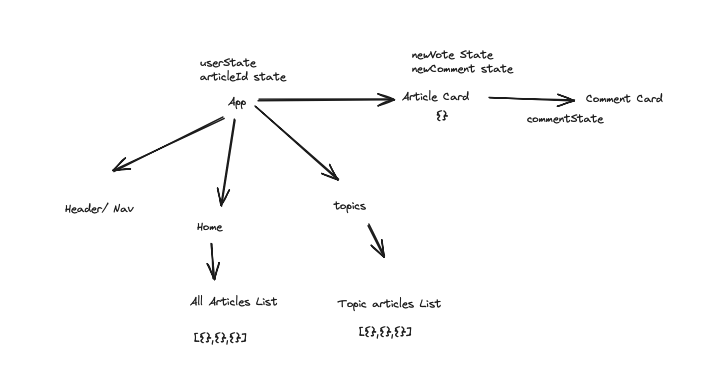 newNote State
userState
newComment state
articleId state
App
Article Card
Comment Card
{}
commentState
Header/ Nav
topics
Home
All Articles List
Topic articles List
[{},{},{}]
[{},{},{}]